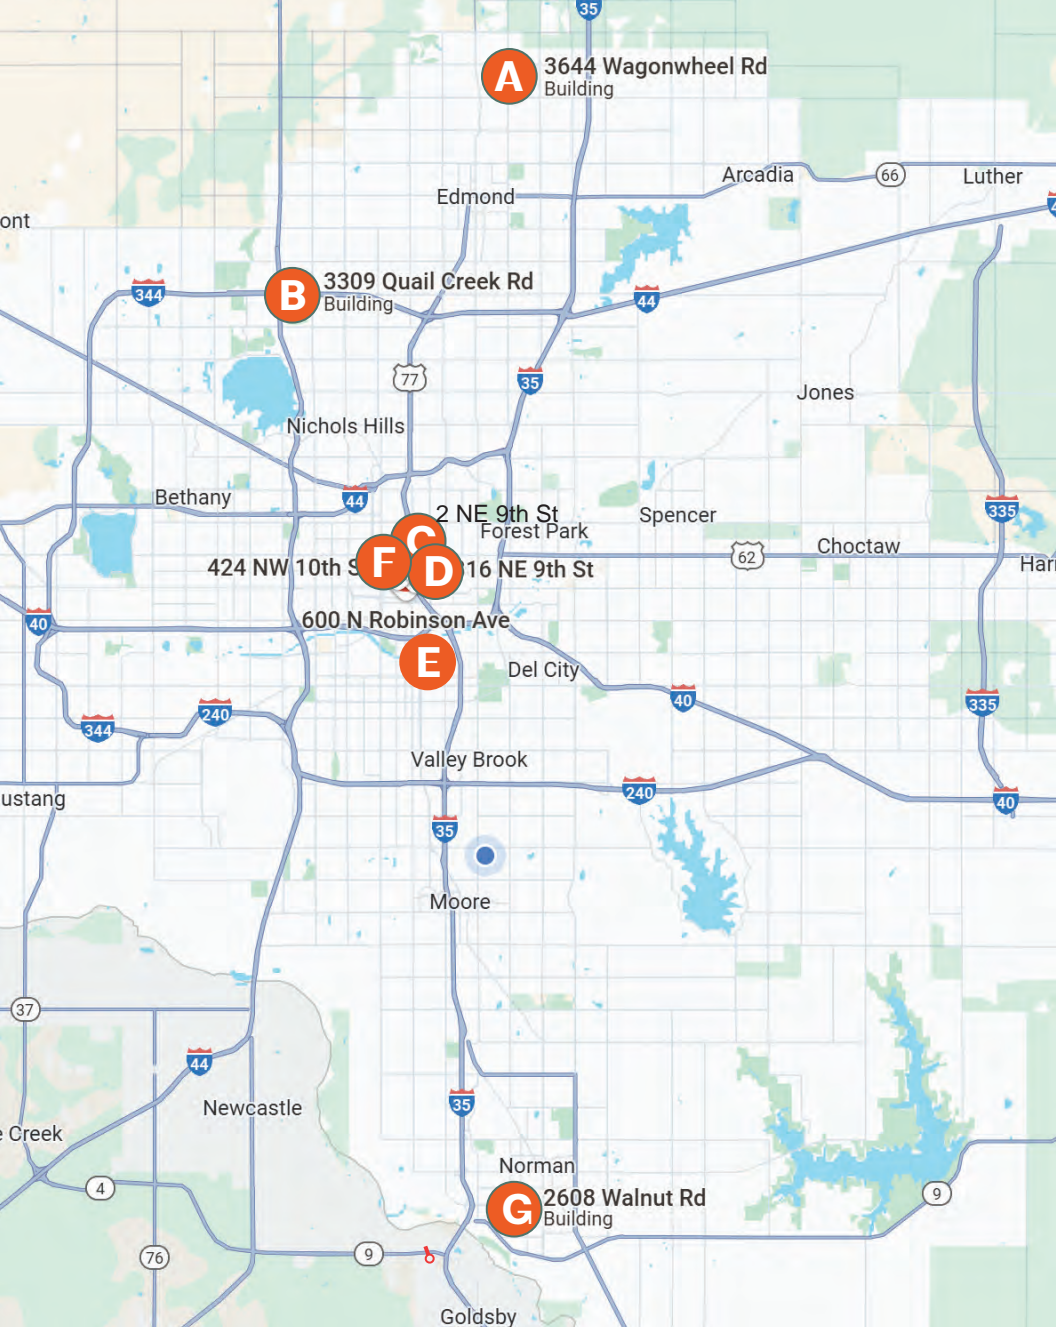 35
A
3644 Wagonwheel Rd
Building
Arcadia
66
Luther
Edmond
ont
3309 Quail Creek Rd
B
Building
344
44
77
35
Jones
Nichols Hills
Bethany
44
2 NE 9th St
335
Spencer
C
Forest Park
Choctaw
62
Har
424 NW 10th S
F
D
316 NE 9th St
40
600 N Robinson Ave
E
Del City
40
335
240
344
Valley Brook
240
ustang
40
35
Moore
37
44
35
Newcastle
e Creek
Norman
4
9
G
2608 Walnut Rd
Building
76
9
Goldsby